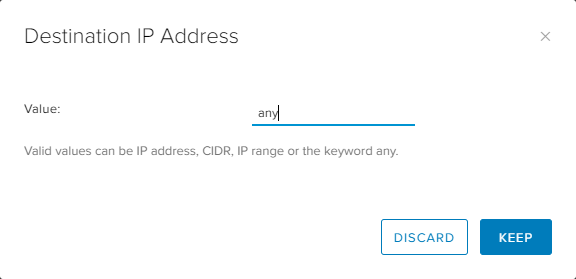 Destination IP Address
Value:
any
Valid values can be IP address, CIDR, IP range or the keyword any.
DISCARD
KEEP